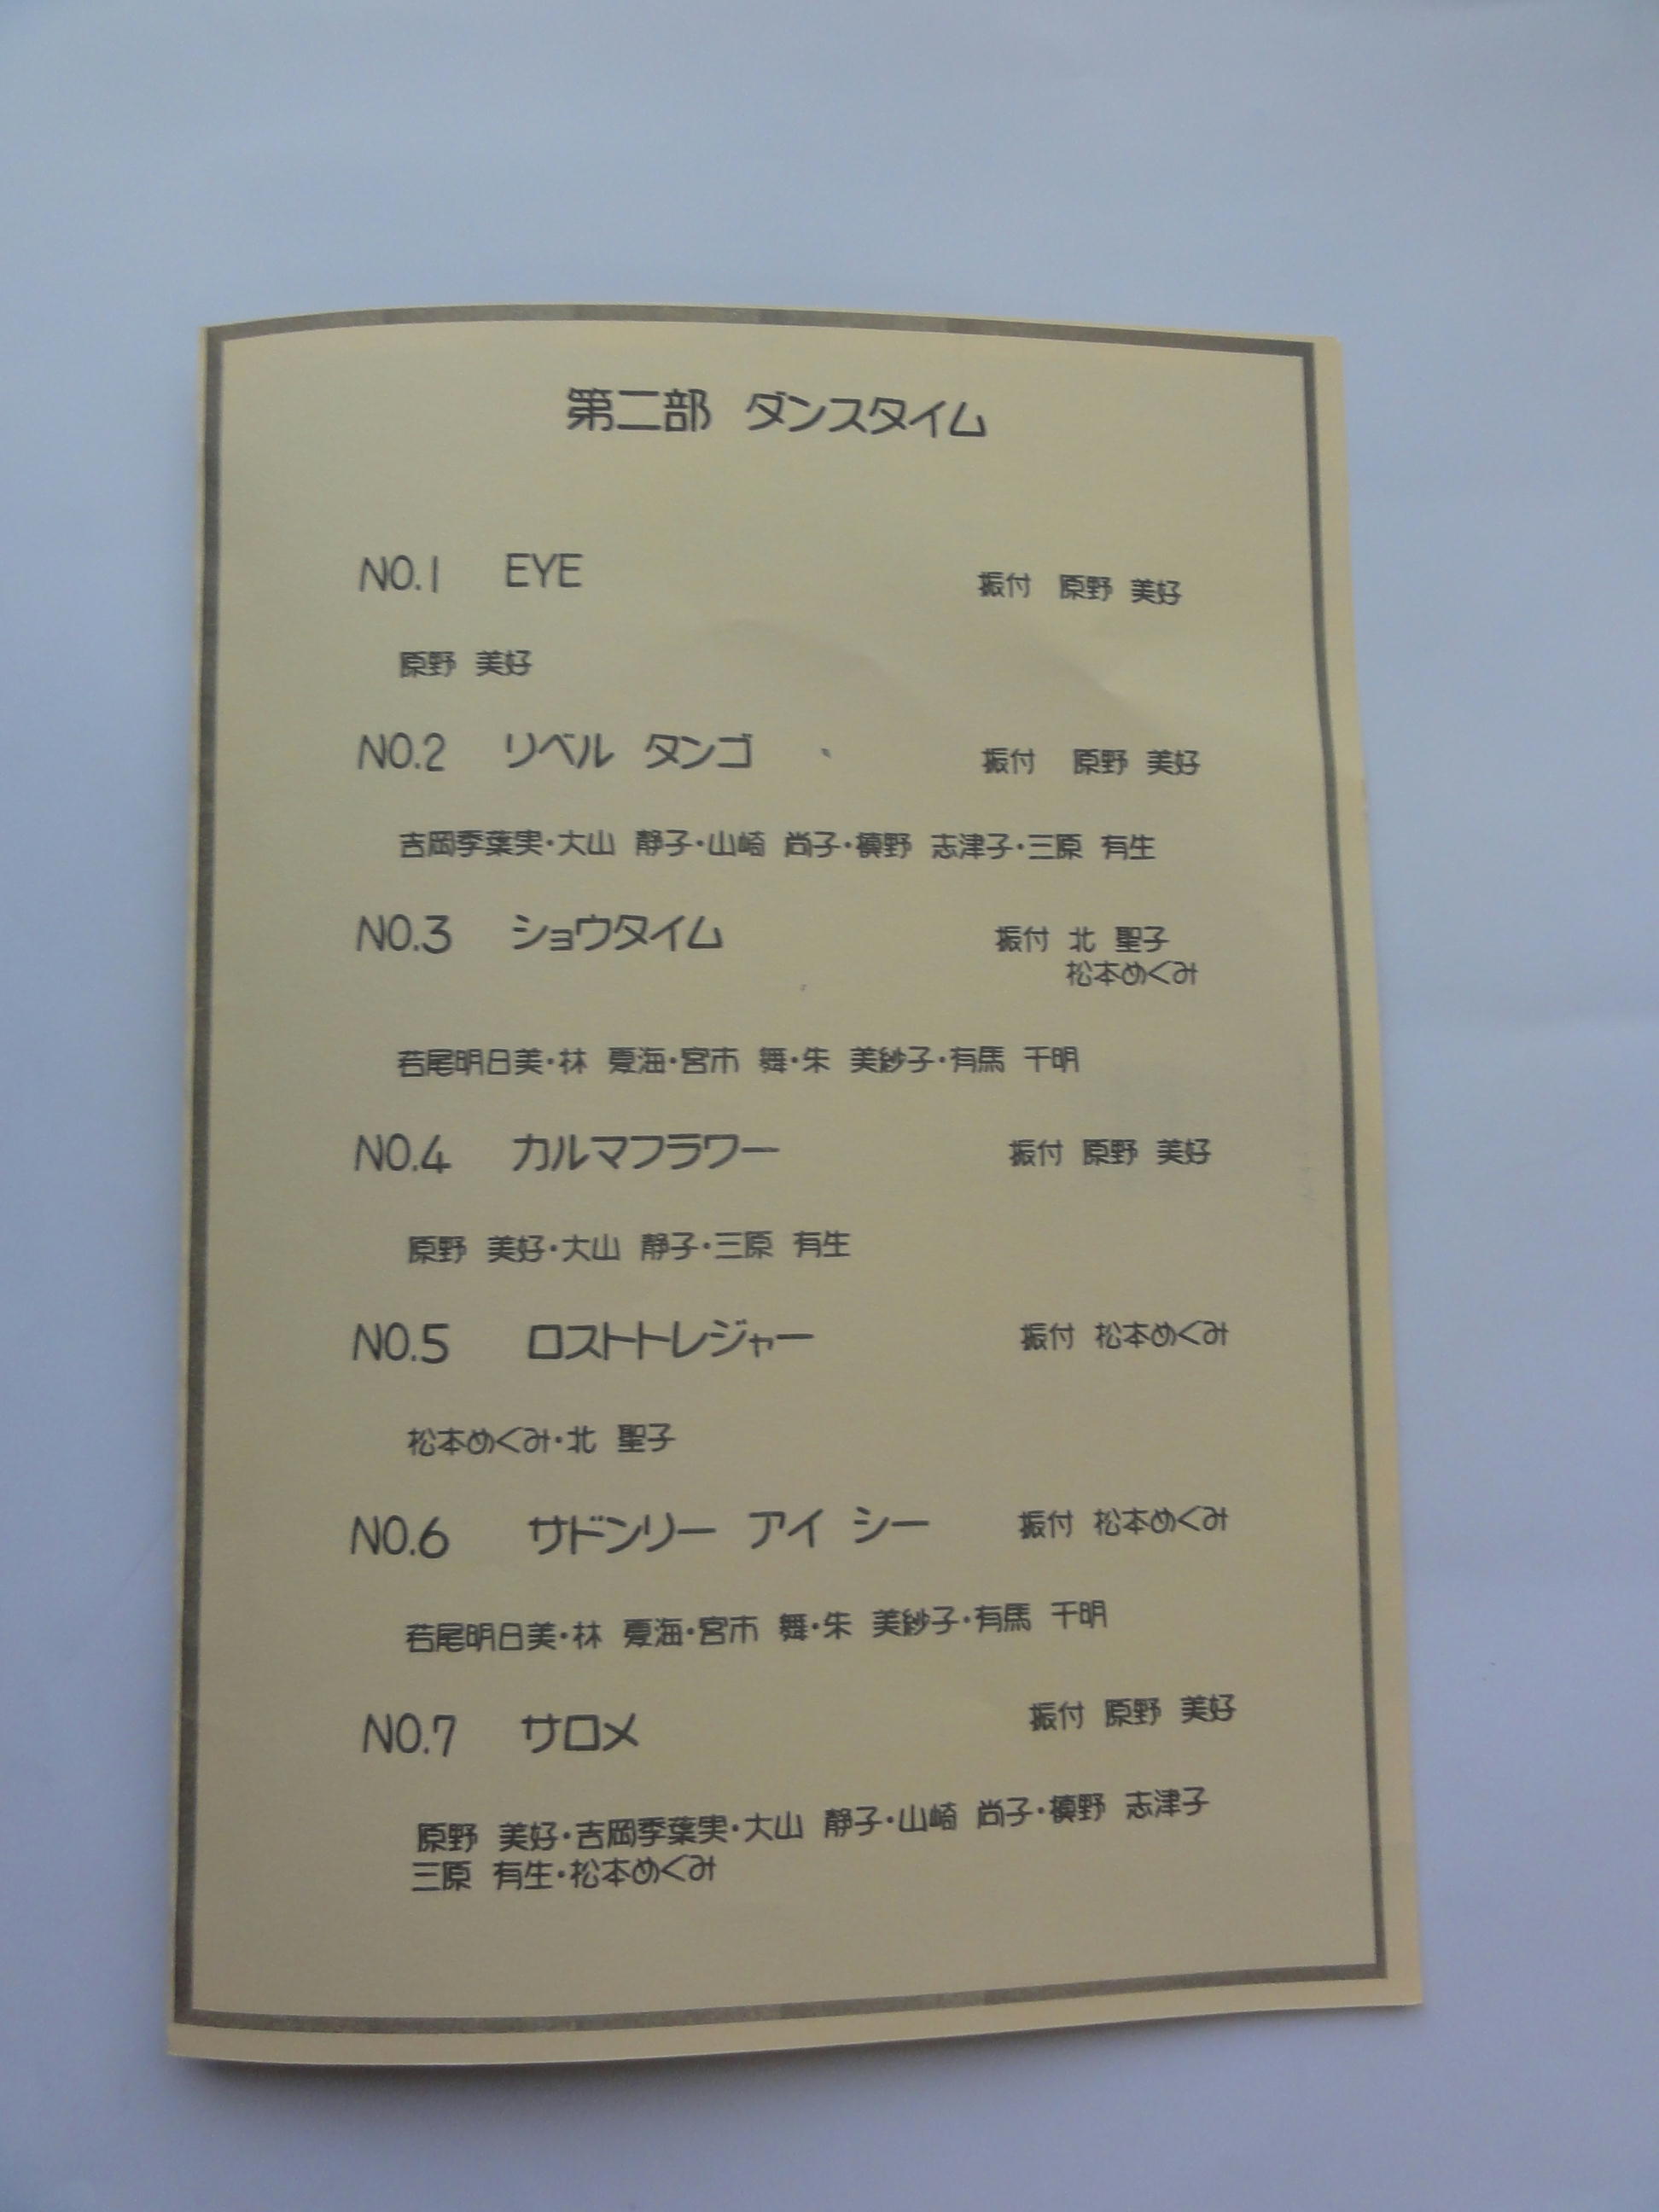 第二部 ダンスタイム
NO.1 EYE 振付 原野 美好
原野 美好
NO.2 リベル タンゴ 振付 原野 美好
吉岡季葉実・大山 静子・山崎 尚子・槙野 志津子・三原 有生
NO.3 ショウタイム 振付 北 聖子
松本めぐみ
若尾明日美・林 夏海・宮市 舞・朱 美紗子・有馬 千明
NO.4 カルマフラワー 振付 原野 美好
原野 美好・大山 静子・三原 有生
NO.5 ロストトレジャー 振付 松本めぐみ
松本めぐみ・北 聖子
NO.6 サドンリー アイ シー 振付 松本めぐみ
若尾明日美・林 夏海・宮市 舞・朱 美紗子・有馬 千明
NO.7 サロメ 振付 原野 美好
原野 美好・吉岡季葉実・大山 静子・山崎 尚子・槙野 志津子
三原 有生・松本めぐみ